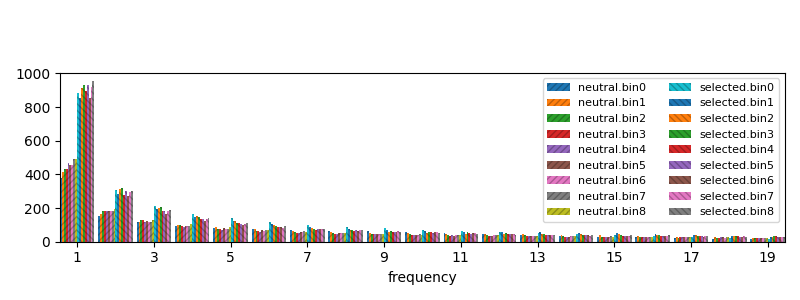 1000
800
600
400
200
0
1 3 5 7 9 11 13 15 17 19
frequency
neutral.bin0 selected.bin0
neutral.bin1 selected.bin1
neutral.bin2 selected.bin2
neutral.bin3 selected.bin3
neutral.bin4 selected.bin4
neutral.bin5 selected.bin5
neutral.bin6 selected.bin6
neutral.bin7 selected.bin7
neutral.bin8 selected.bin8